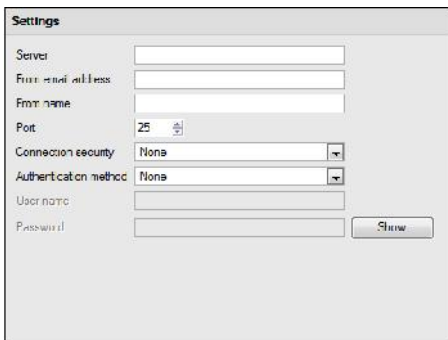 Settings
Server
From email address
From name
Port 25
Connection security None
Authentication method None
User name
Password Show